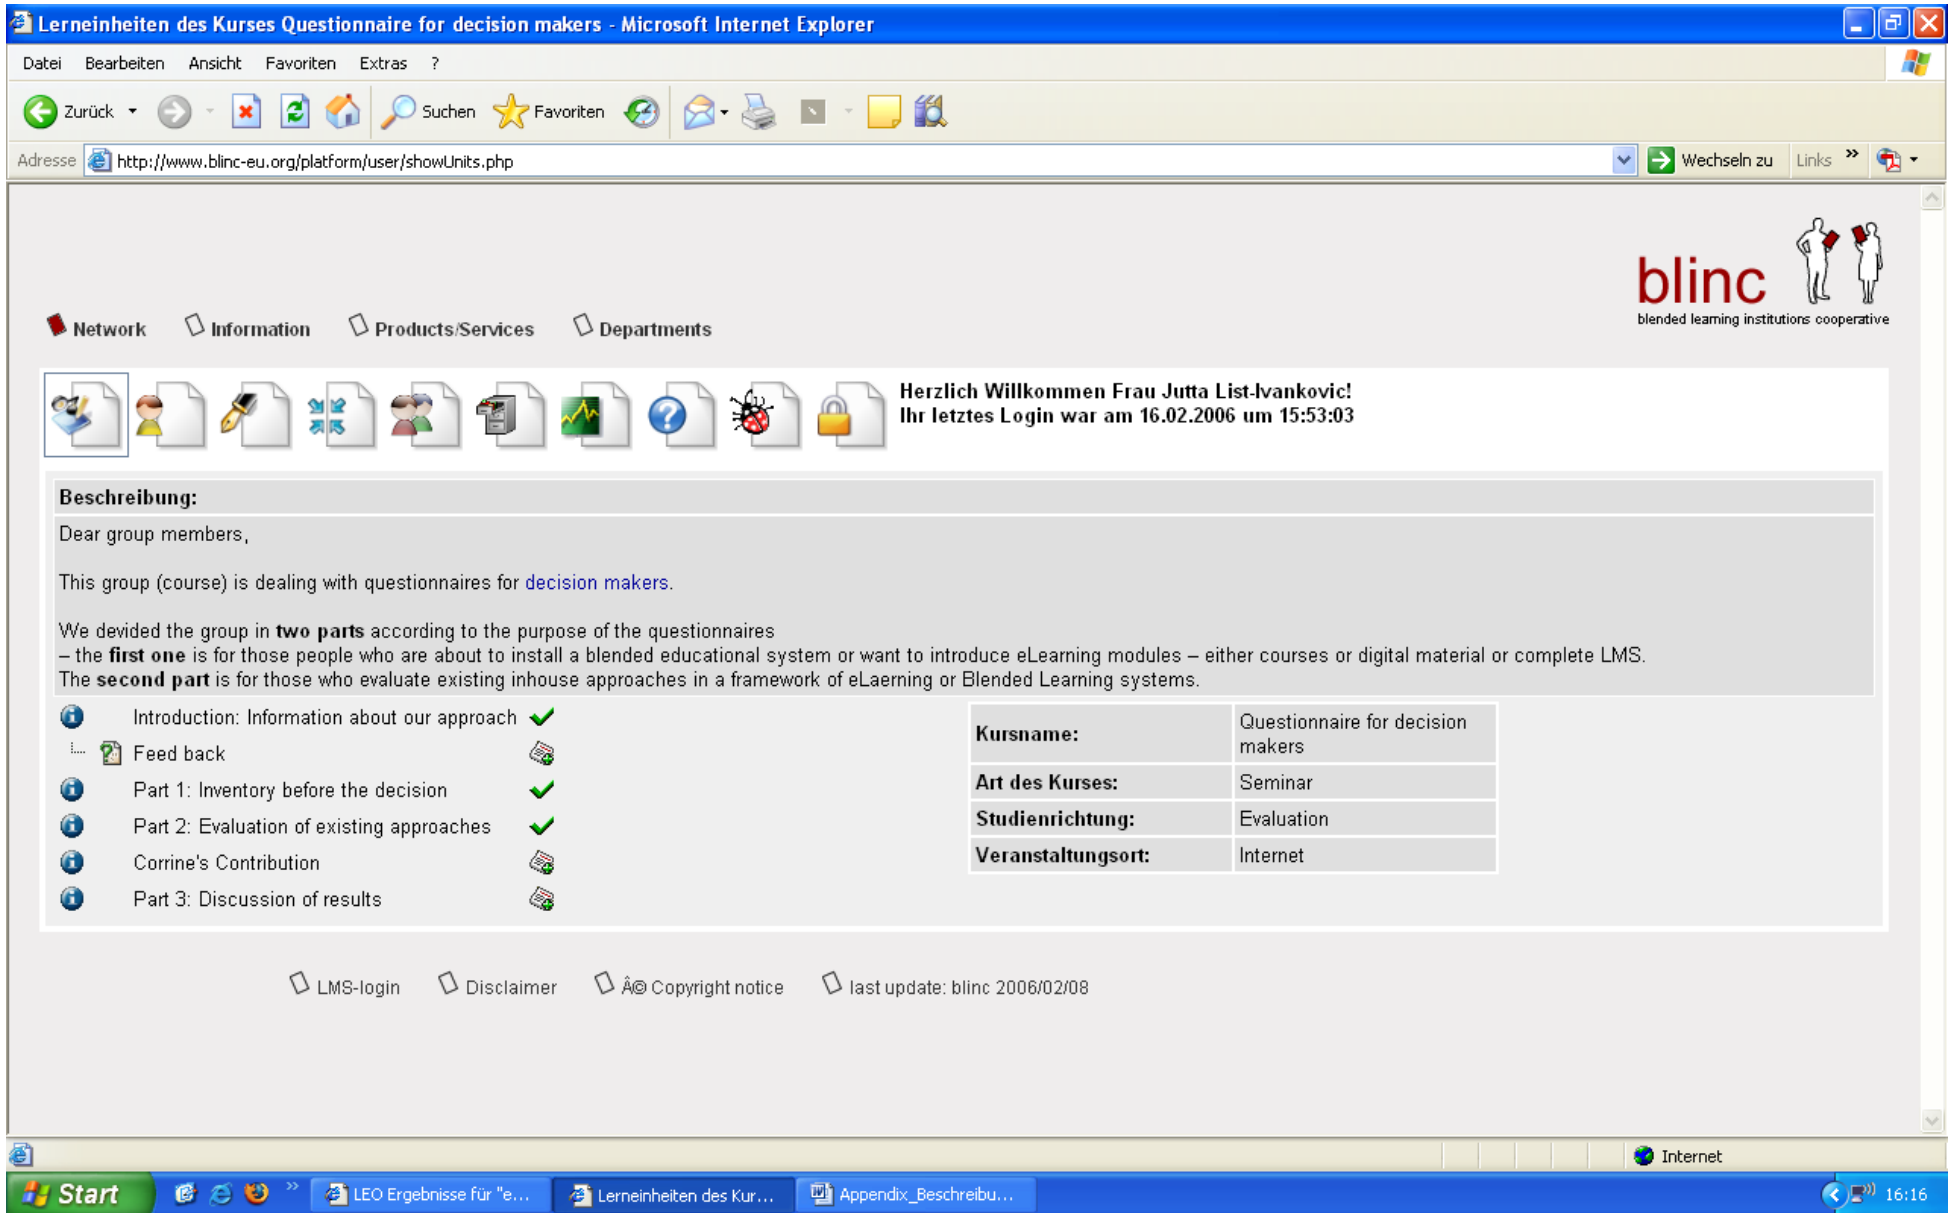 Lerneinheiten des Kurses Questionnaire for decision makers - Microsoft Internet Explorer
Datei Bearbeiten Ansicht Favoriten Extras ?
Zurück Suchen Favoriten
Adresse http://www.blinc-eu.org/platform/user/showUnits.php Wechseln zu Links »
blinc
blended learning institutions cooperative
Network Information Products/Services Departments
Herzlich Willkommen Frau Jutta List-Ivankovic!
Ihr letztes Login war am 16.02.2006 um 15:53:03
Beschreibung:
Dear group members,
This group (course) is dealing with questionnaires for decision makers.
We devided the group in two parts according to the purpose of the questionnaires
– the first one is for those people who are about to install a blended educational system or want to introduce eLearning modules – either courses or digital material or complete LMS.
The second part is for those who evaluate existing inhouse approaches in a framework of eLaerning or Blended Learning systems.
Introduction: Information about our approach
Feed back
Part 1: Inventory before the decision
Part 2: Evaluation of existing approaches
Corrine's Contribution
Part 3: Discussion of results
Kursname: Questionnaire for decision
makers
Art des Kurses: Seminar
Studienrichtung: Evaluation
Veranstaltungsort: Internet
LMS-login Disclaimer Â© Copyright notice last update: blinc 2006/02/08
Internet
Start » LEO Ergebnisse für "e... Lerneinheiten des Kur... Appendix_Beschreibu... 16:16